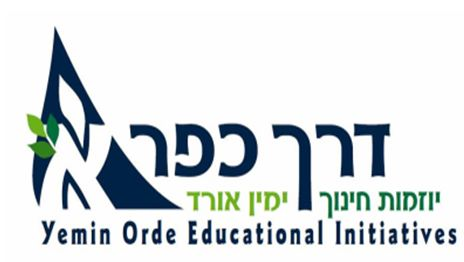 דרך כפר
יוזמות חינוך ימין אורד
Yemin Orde Educational Initiatives